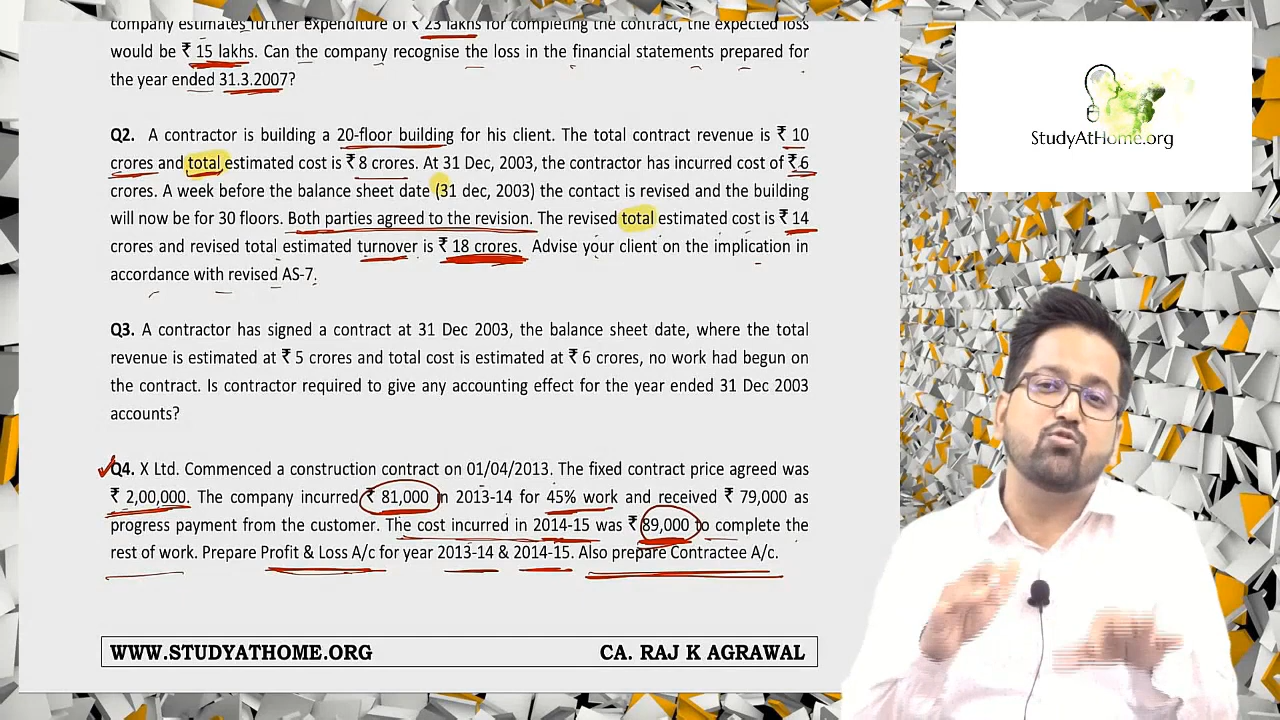 company estimates further expenditure of ₹ 23 lakhs for completing the contract, the expected loss
would be ₹ 15 lakhs. Can the company recognise the loss in the financial statements prepared for
the year ended 31.3.2007?
Q2. A contractor is building a 20-floor building for his client. The total contract revenue is ₹ 10
crores and total estimated cost is ₹ 8 crores. At 31 Dec, 2003, the contractor has incurred cost of ₹ 6
crores. A week before the balance sheet date (31 dec, 2003) the contact is revised and the building
will now be for 30 floors. Both parties agreed to the revision. The revised total estimated cost is ₹ 14
crores and revised total estimated turnover is ₹ 18 crores. Advise your client on the implication in
accordance with revised AS-7.
Q3. A contractor has signed a contract at 31 Dec 2003, the balance sheet date, where the total
revenue is estimated at ₹ 5 crores and total cost is estimated at ₹ 6 crores, no work had begun on
the contract. Is contractor required to give any accounting effect for the year ended 31 Dec 2003
accounts?
Q4. X Ltd. Commenced a construction contract on 01/04/2013. The fixed contract price agreed was
₹ 2,00,000. The company incurred ₹ 81,000 in 2013-14 for 45% work and received ₹ 79,000 as
progress payment from the customer. The cost incurred in 2014-15 was ₹ 89,000 to complete the
rest of work. Prepare Profit & Loss A/c for year 2013-14 & 2014-15. Also prepare Contractee A/c.
WWW.STUDYATHOME.ORG CA. RAJ K AGRAWAL
StudyAtHome.org